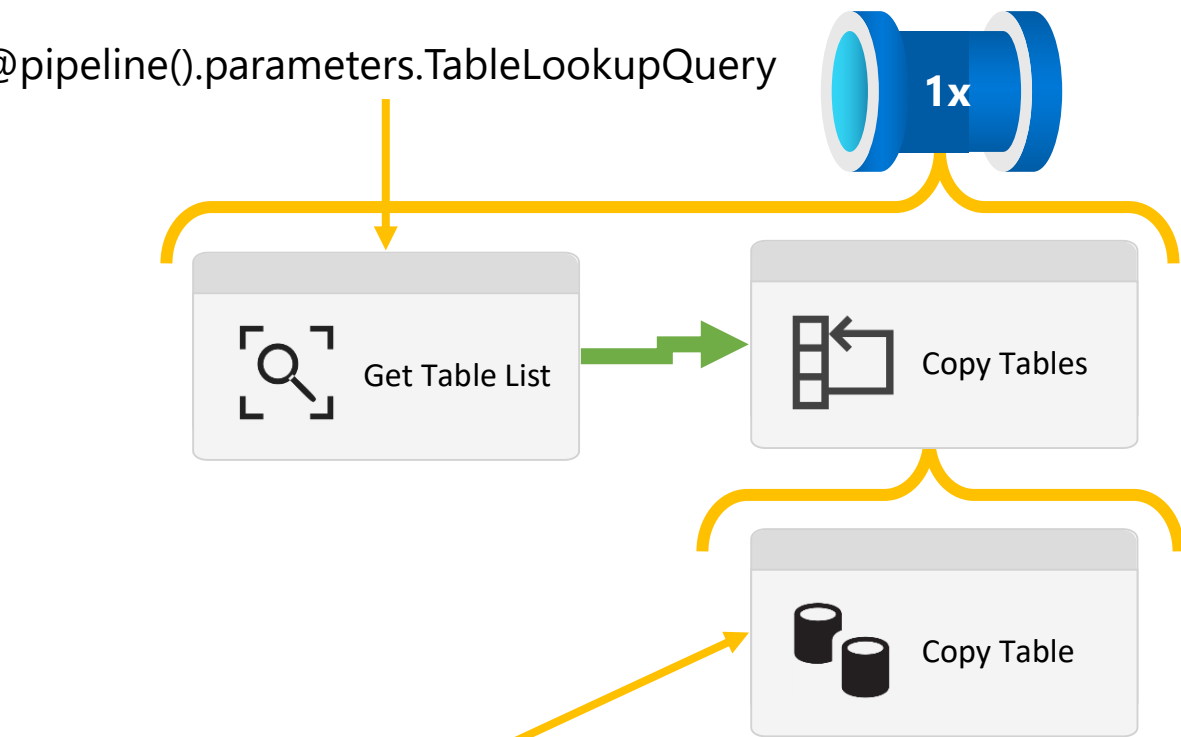 @pipeline().parameters.TableLookupQuery
1x
Get Table List
Copy Tables
Copy Table